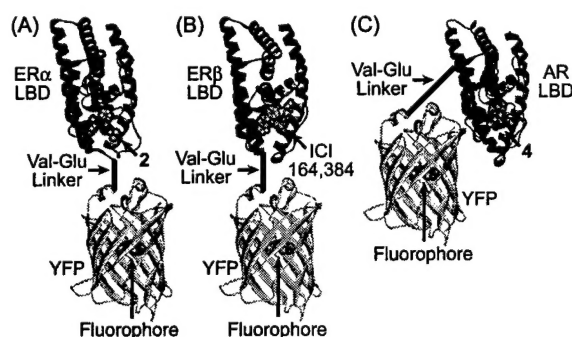 (A)
ERα
LBD
2
Val-Glu
Linker
YFP
Fluorophore
(B)
ERβ
LBD
ICI
164,384
Val-Glu
Linker
YFP
Fluorophore
(C)
Val-Glu
Linker
AR
LBD
4
YFP
Fluorophore